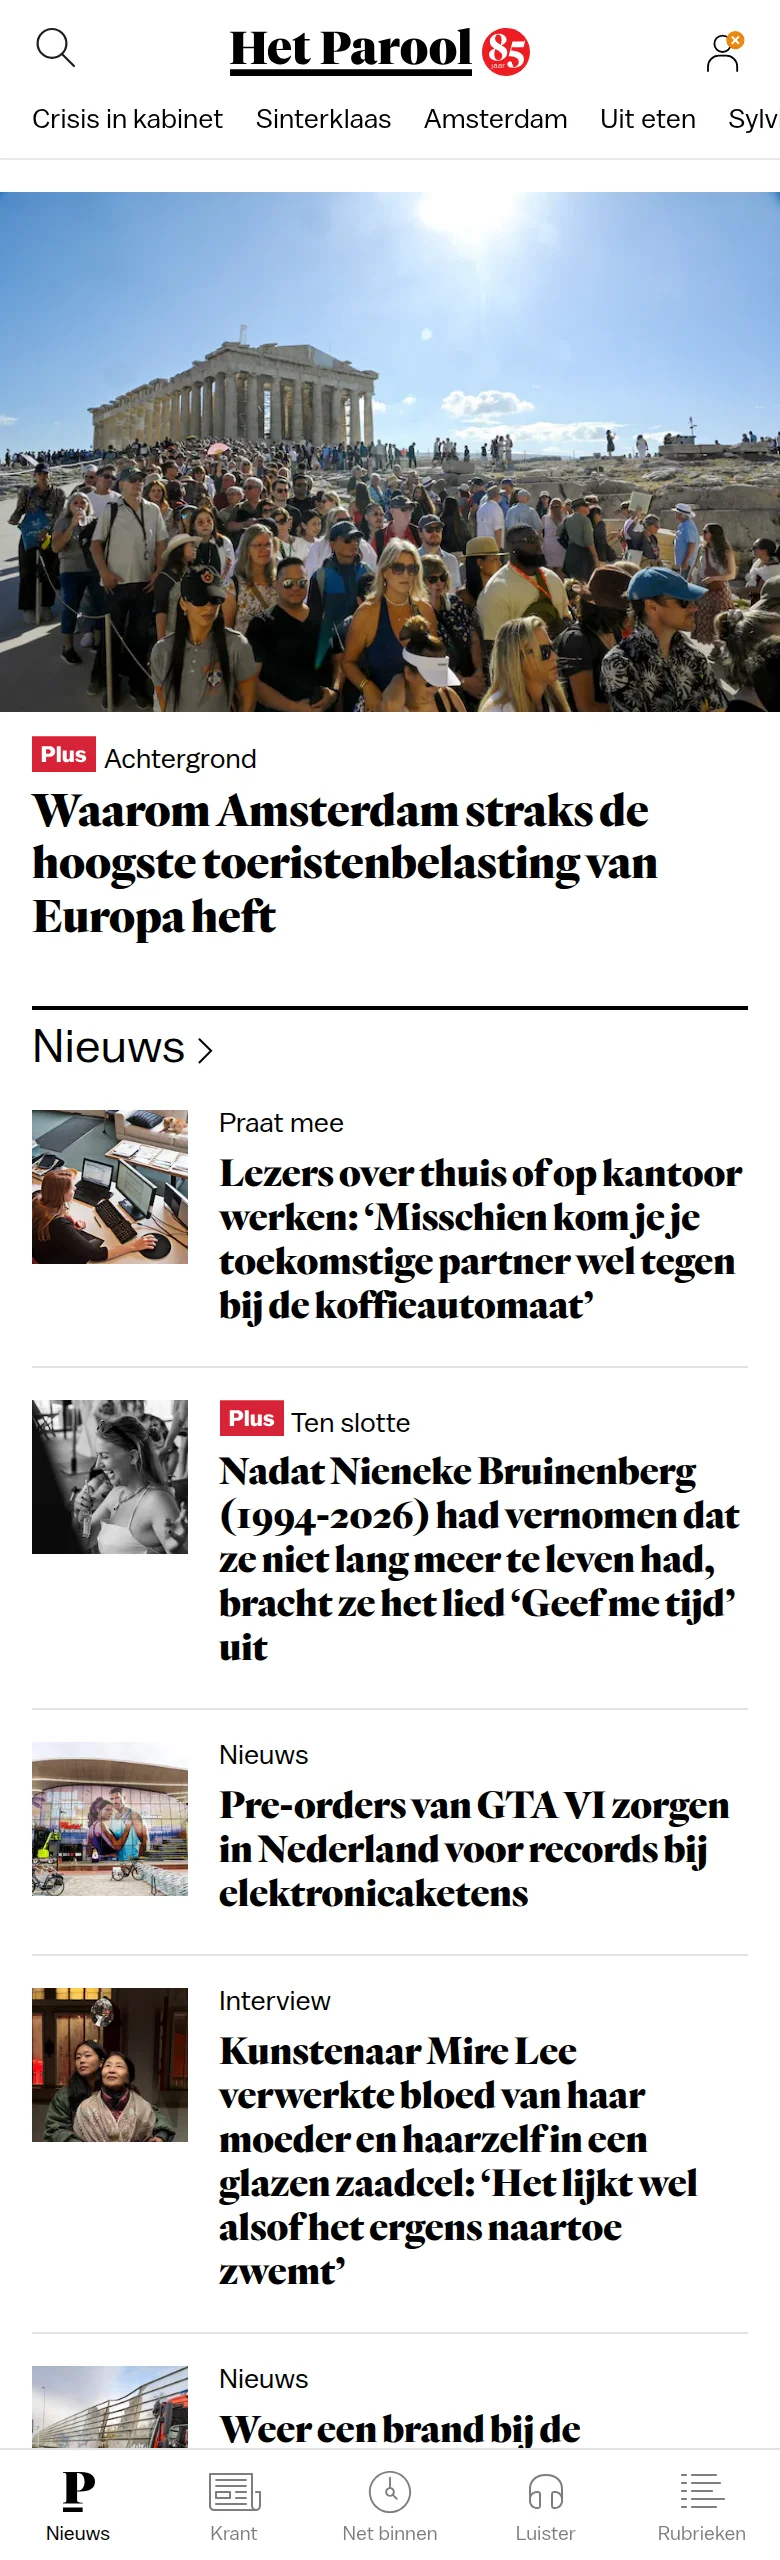 Het Parool 85 jaar
Crisis in kabinet Sinterklaas Amsterdam Uit eten Sylvi
Plus Achtergrond
Waarom Amsterdam straks de
hoogste toeristenbelasting van
Europa heft
Nieuws
Praat mee
Lezers over thuis of op kantoor
werken: ‘Misschien kom je je
toekomstige partner wel tegen
bij de koffieautomaat’
Plus Ten slotte
Nadat Nieneke Bruinenberg
(1994-2026) had vernomen dat
ze niet lang meer te leven had,
bracht ze het lied ‘Geef me tijd’
uit
Nieuws
Pre-orders van GTA VI zorgen
in Nederland voor records bij
elektronicaketens
Interview
Kunstenaar Mire Lee
verwerkte bloed van haar
moeder en haarzelf in een
glazen zaadcel: ‘Het lijkt wel
alsof het ergens naartoe
zwemt’
Nieuws
Weer een brand bij de
P
Nieuws Krant Net binnen Luister Rubrieken